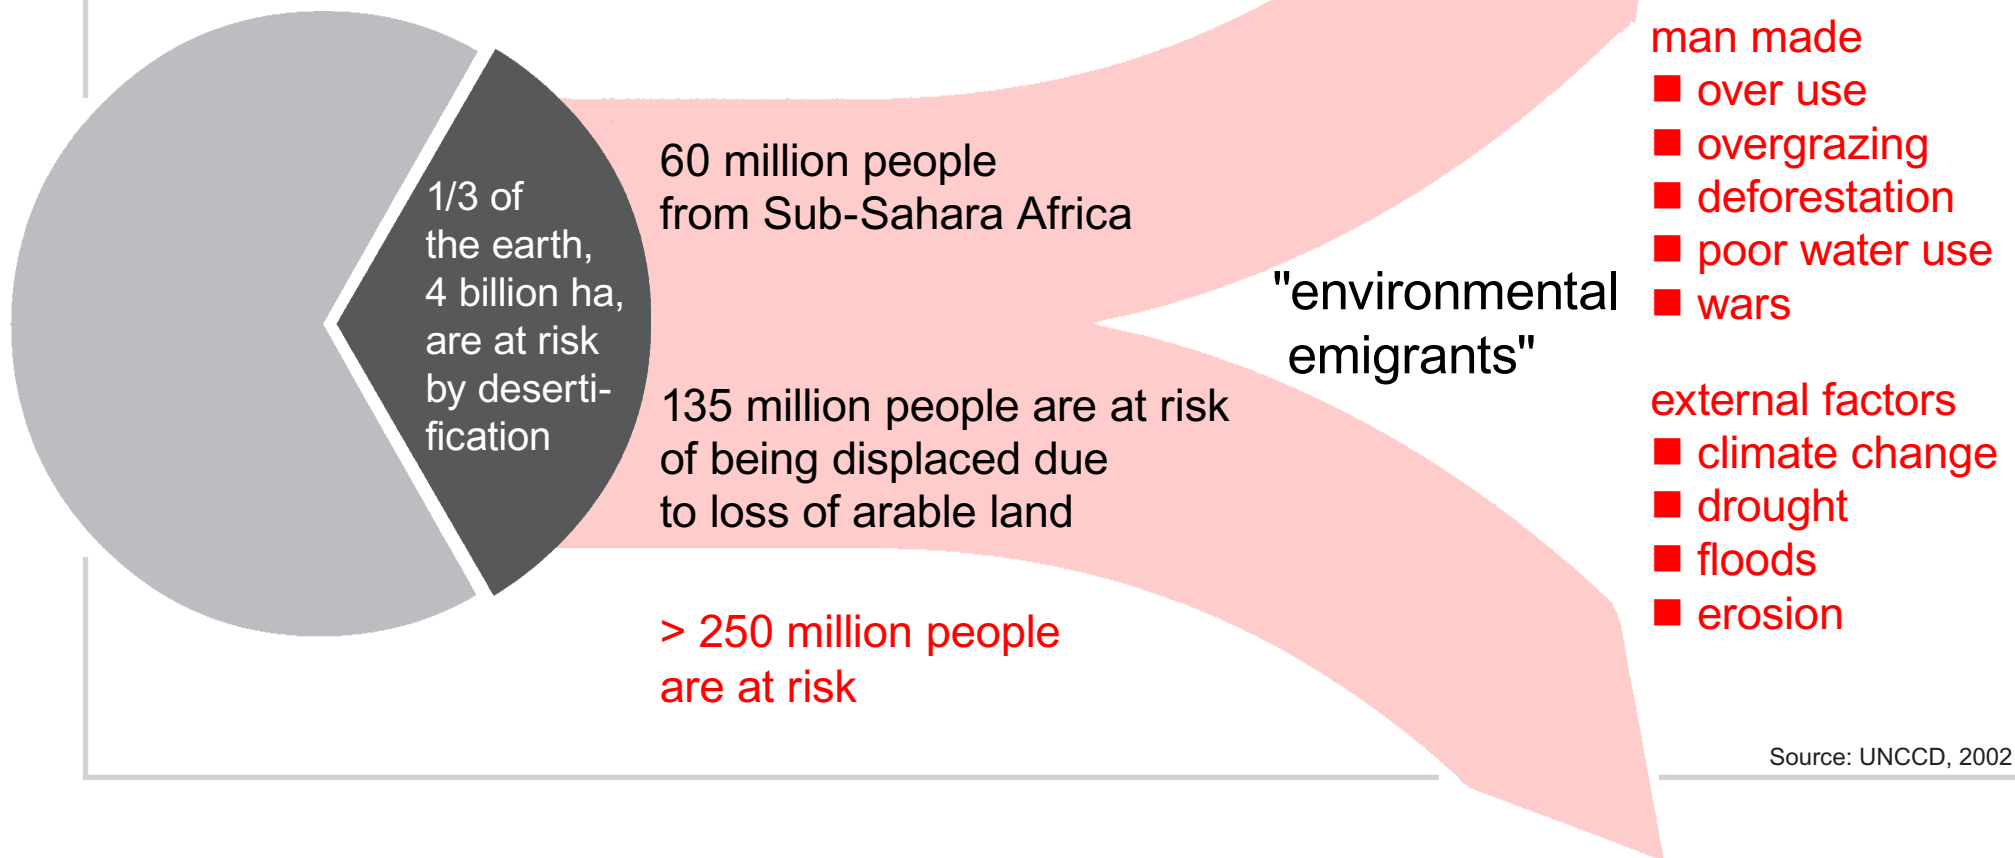 1/3 of
the earth,
4 billion ha,
are at risk
by deserti-
fication
60 million people
from Sub-Sahara Africa
135 million people are at risk
of being displaced due
to loss of arable land
> 250 million people
are at risk
"environmental
emigrants"
man made
■ over use
■ overgrazing
■ deforestation
■ poor water use
■ wars
external factors
■ climate change
■ drought
■ floods
■ erosion
Source: UNCCD, 2002